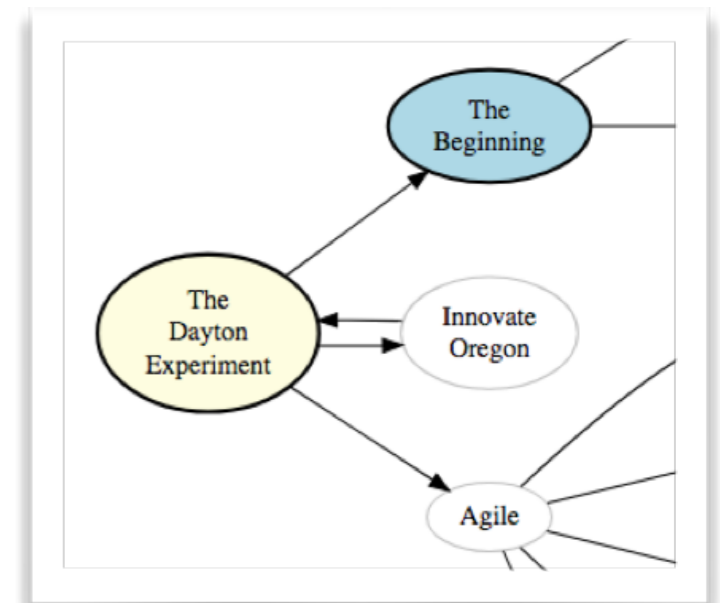 The
Beginning
The
Dayton
Experiment
Innovate
Oregon
Agile